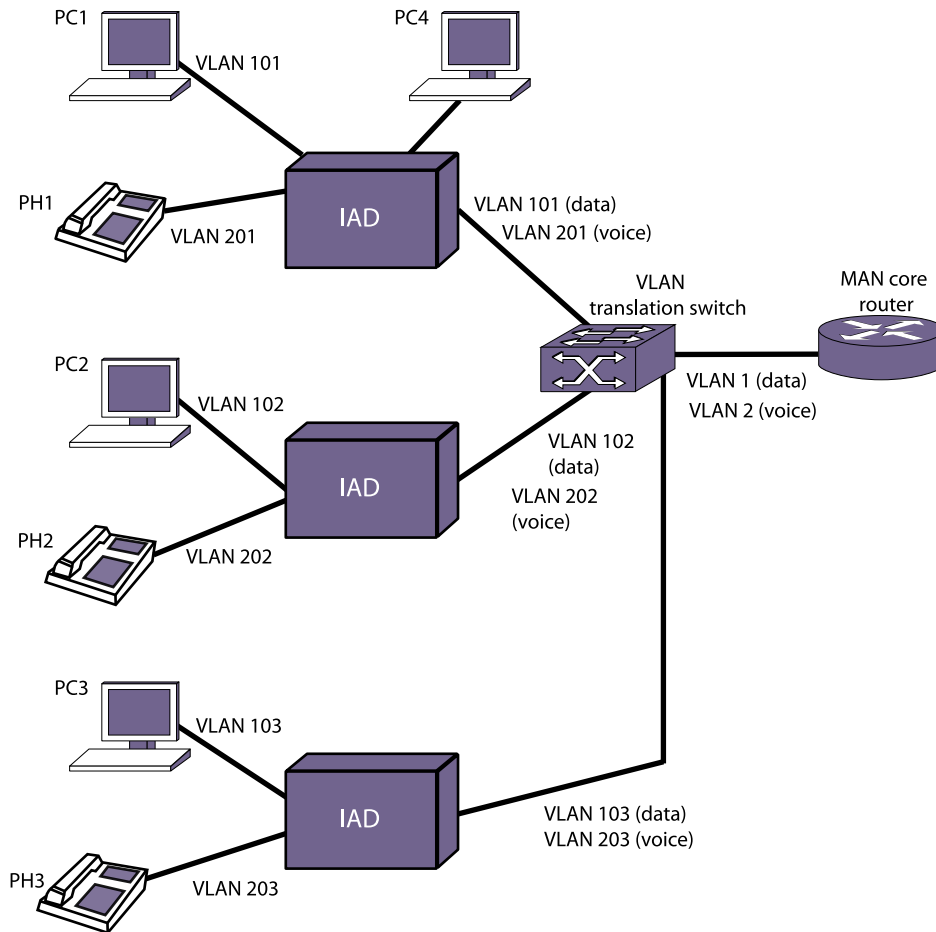 PC1
PC4
VLAN 101
PH1
IAD
VLAN 201
VLAN 101 (data)
VLAN 201 (voice)
VLAN
translation switch
MAN core
router
PC2
VLAN 102
VLAN 1 (data)
VLAN 2 (voice)
IAD
VLAN 102
(data)
VLAN 202
(voice)
PH2
VLAN 202
PC3
VLAN 103
IAD
VLAN 103 (data)
VLAN 203 (voice)
PH3
VLAN 203